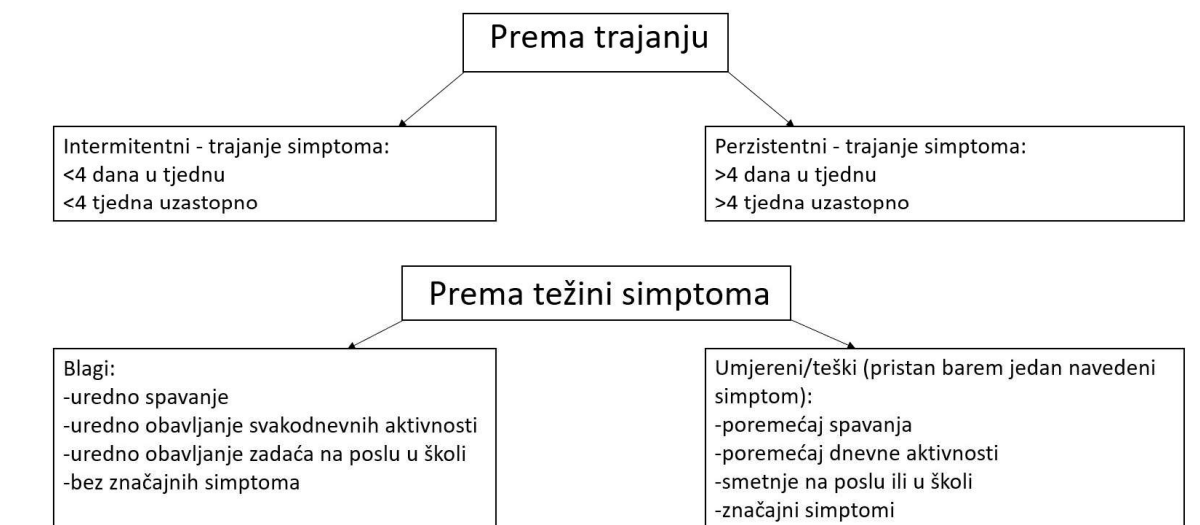 Prema trajanju
Intermitentni - trajanje simptoma:
<4 dana u tjednu
<4 tjedna uzastopno
Perzistentni - trajanje simptoma:
>4 dana u tjednu
>4 tjedna uzastopno
Prema težini simptoma
Blagi:
-uredno spavanje
-uredno obavljanje svakodnevnih aktivnosti
-uredno obavljanje zadaća na poslu u školi
-bez značajnih simptoma
Umjereni/teški (pristan barem jedan navedeni
simptom):
-poremećaj spavanja
-poremećaj dnevne aktivnosti
-smetnje na poslu ili u školi
-značajni simptomi